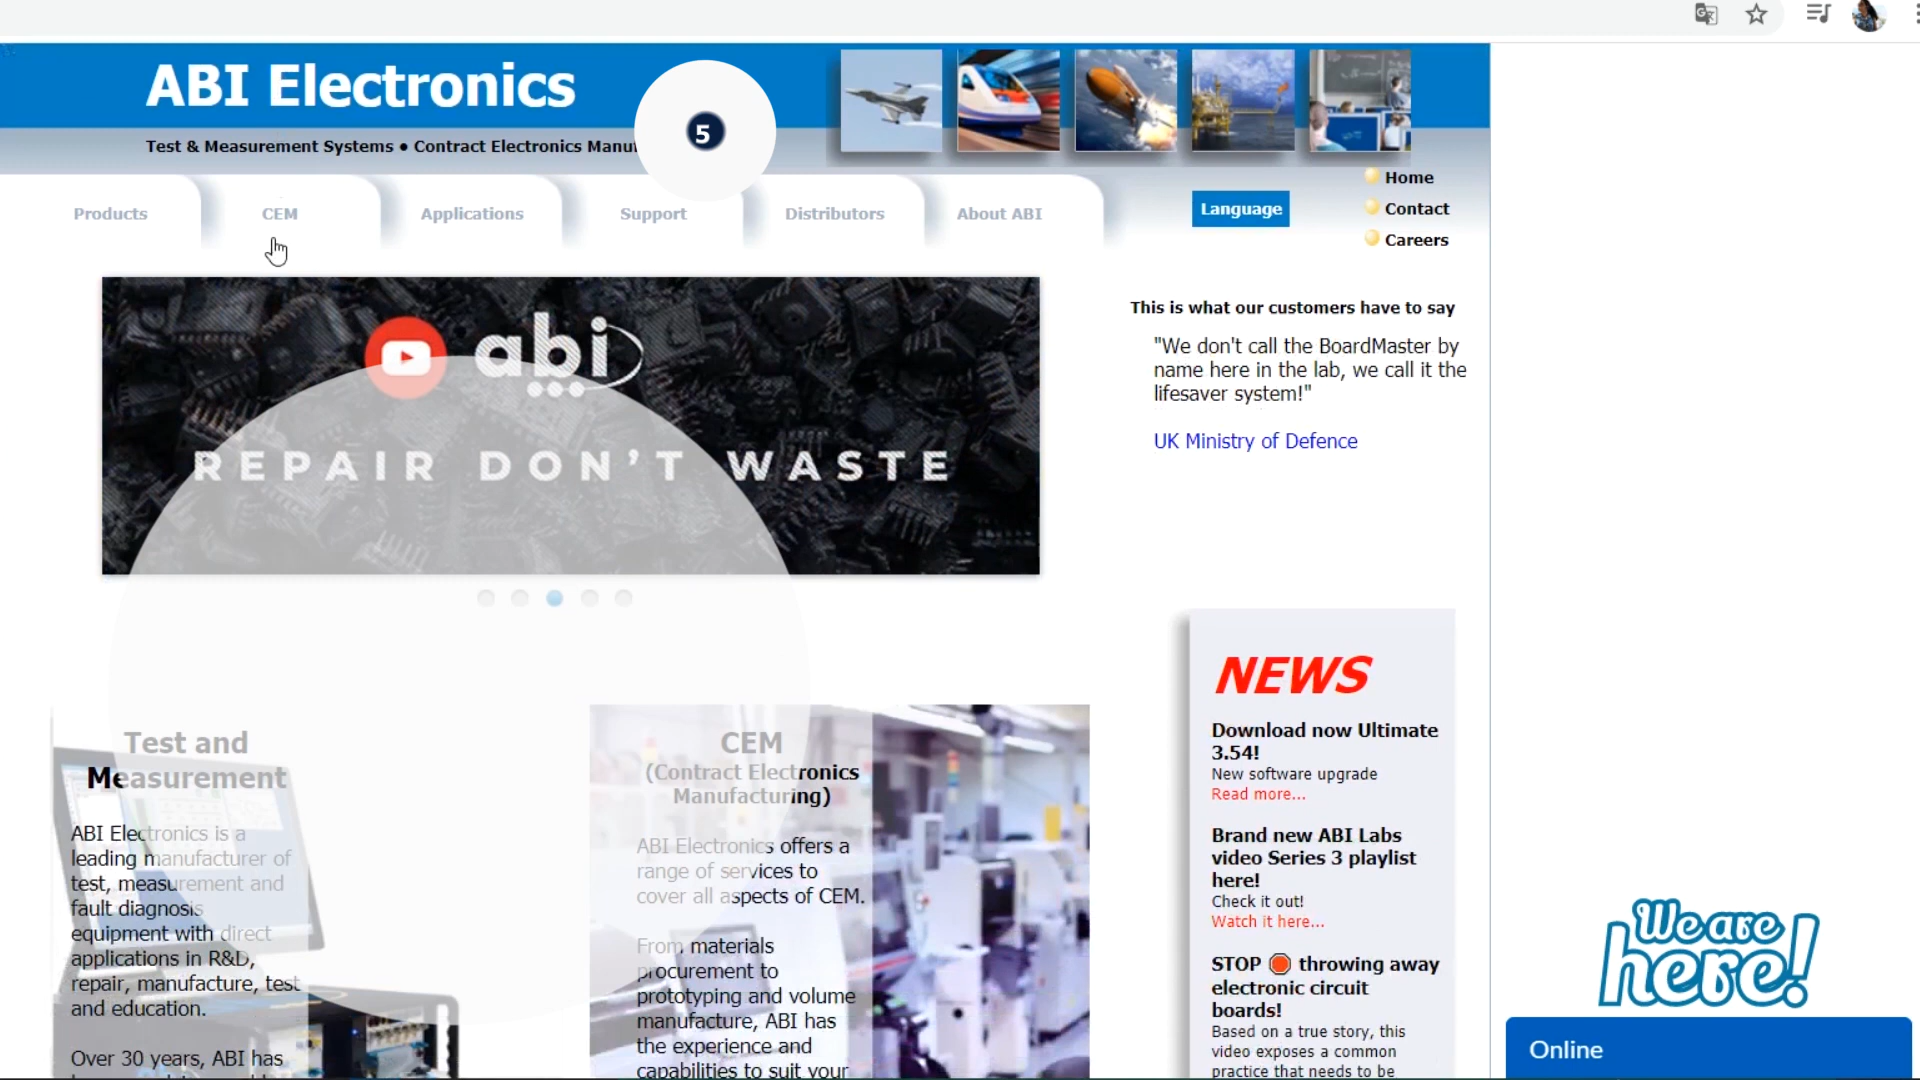 ABI Electronics
5
Test & Measurement Systems • Contract Electronics Manu
Products
CEM
Applications
Support
Distributors
About ABI
Language
Home
Contact
Careers
abi
REPAIR DON'T WASTE
This is what our customers have to say
"We don't call the BoardMaster by
name here in the lab, we call it the
lifesaver system!"
UK Ministry of Defence
Test and
Measurement
ABI Electronics is a
leading manufacturer of
test, measurement and
fault diagnosis
equipment with direct
applications in R&D,
repair, manufacture, test
and education.
Over 30 years, ABI has
CEM
(Contract Electronics
Manufacturing)
ABI Electronics offers a
range of services to
cover all aspects of CEM.
From materials
procurement to
prototyping and volume
manufacture, ABI has
the experience and
capabilities to suit your
NEWS
Download now Ultimate
3.54!
New software upgrade
Read more...
Brand new ABI Labs
video Series 3 playlist
here!
Check it out!
Watch it here...
STOP 🛑 throwing away
electronic circuit
boards!
Based on a true story, this
video exposes a common
practice that needs to be
We are
here!
Online